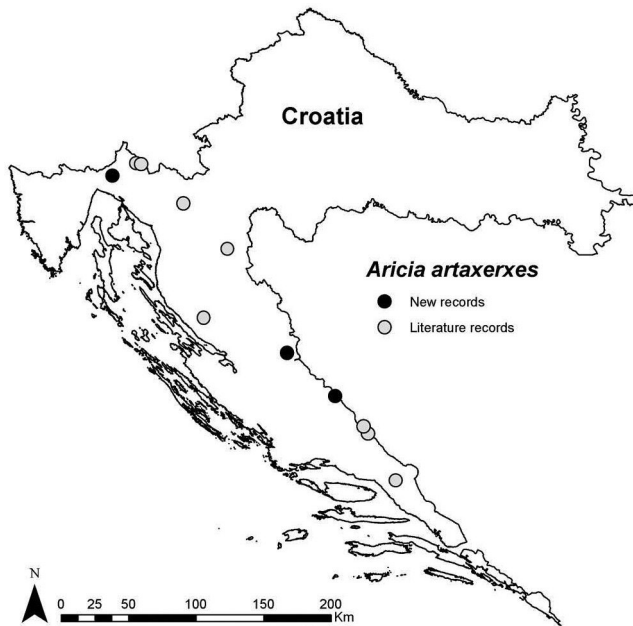 Croatia
Aricia artaxerxes
New records
Literature records
N
0 25 50 100 150 200
Km